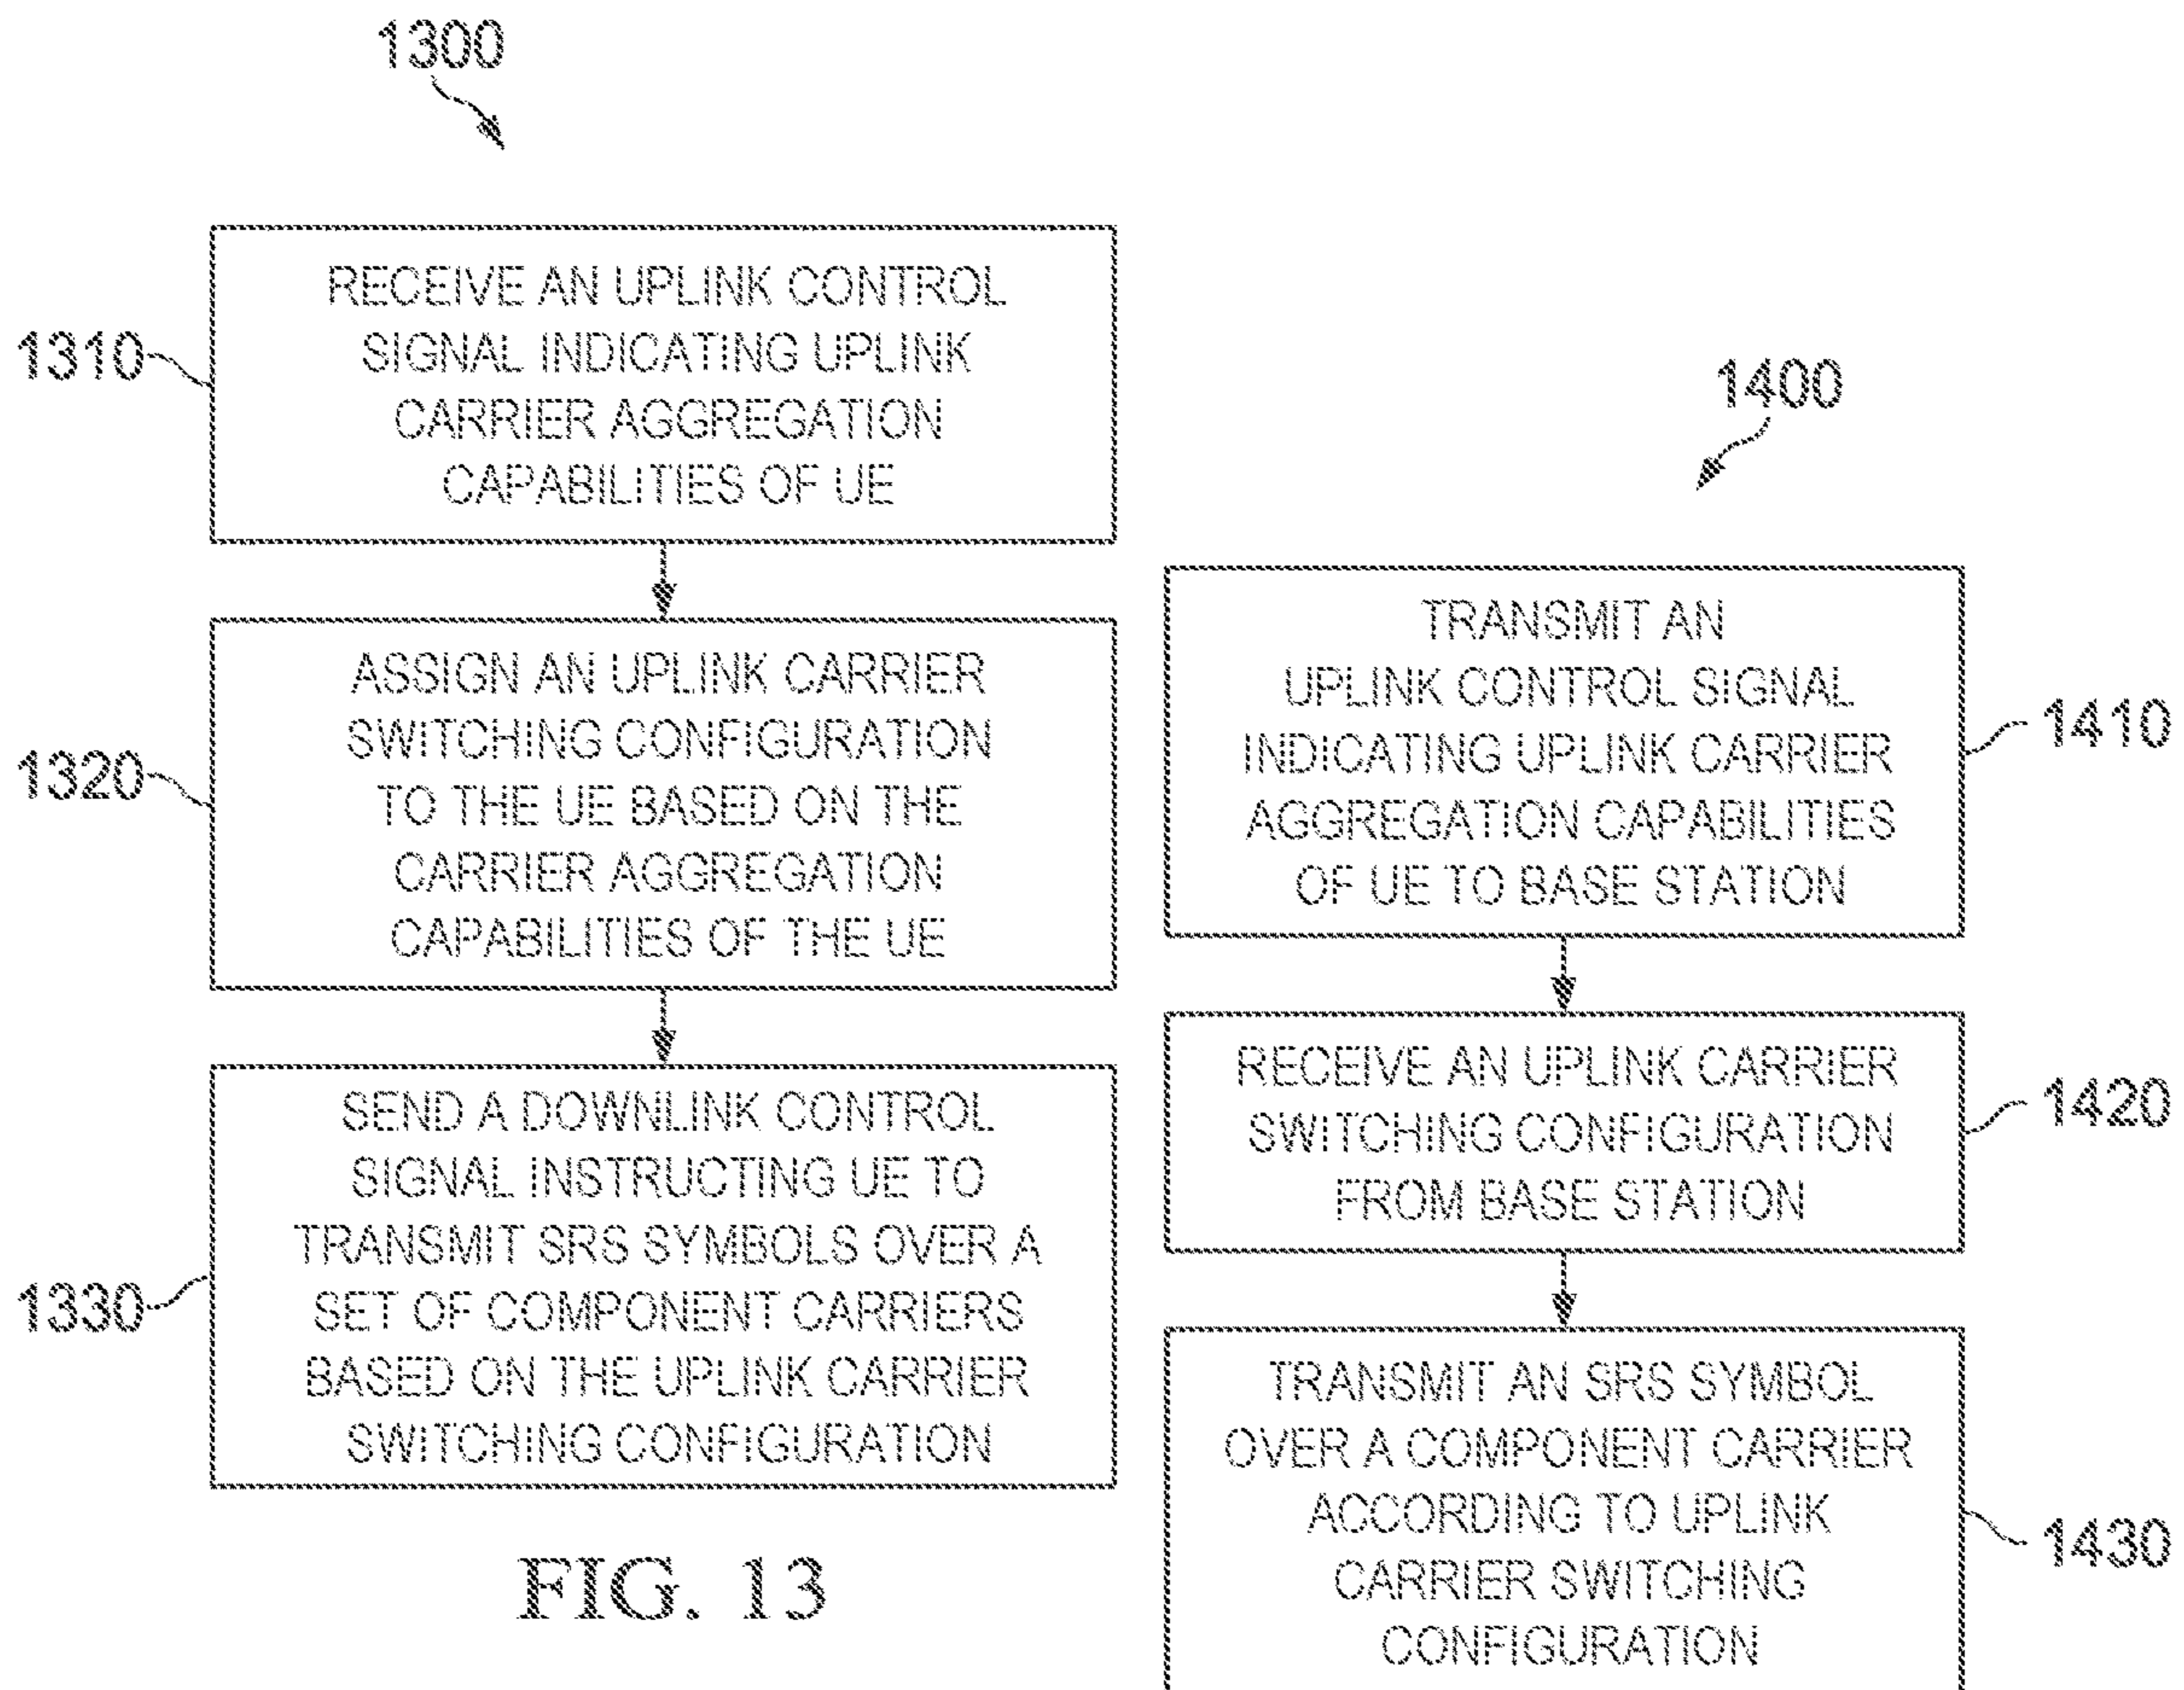 1300
1310
RECEIVE AN UPLINK CONTROL
SIGNAL INDICATING UPLINK
CARRIER AGGREGATION
CAPABILITIES OF UE
1320
ASSIGN AN UPLINK CARRIER
SWITCHING CONFIGURATION
TO THE UE BASED ON THE
CARRIER AGGREGATION
CAPABILITIES OF THE UE
1330
SEND A DOWNLINK CONTROL
SIGNAL INSTRUCTING UE TO
TRANSMIT SRS SYMBOLS OVER A
SET OF COMPONENT CARRIERS
BASED ON THE UPLINK CARRIER
SWITCHING CONFIGURATION
FIG. 13
1400
TRANSMIT AN
UPLINK CONTROL SIGNAL
INDICATING UPLINK CARRIER
AGGREGATION CAPABILITIES
OF UE TO BASE STATION
1410
RECEIVE AN UPLINK CARRIER
SWITCHING CONFIGURATION
FROM BASE STATION
1420
TRANSMIT AN SRS SYMBOL
OVER A COMPONENT CARRIER
ACCORDING TO UPLINK
CARRIER SWITCHING
CONFIGURATION
1430